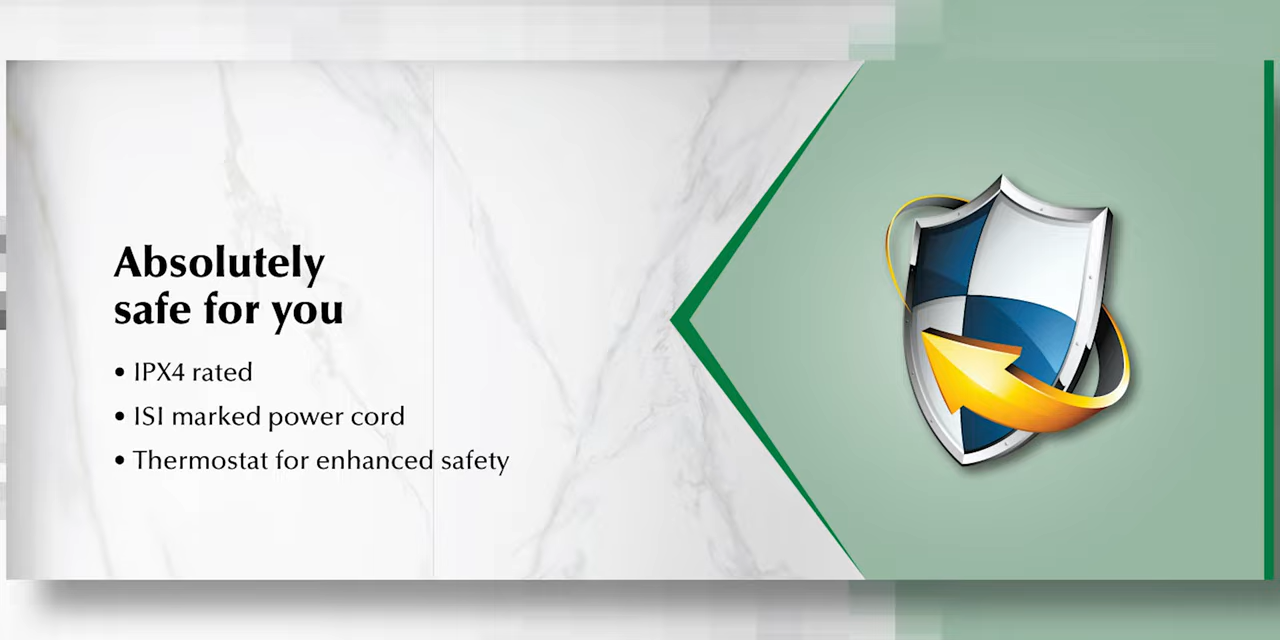 Absolutely
safe for you
• IPX4 rated
• ISI marked power cord
• Thermostat for enhanced safety